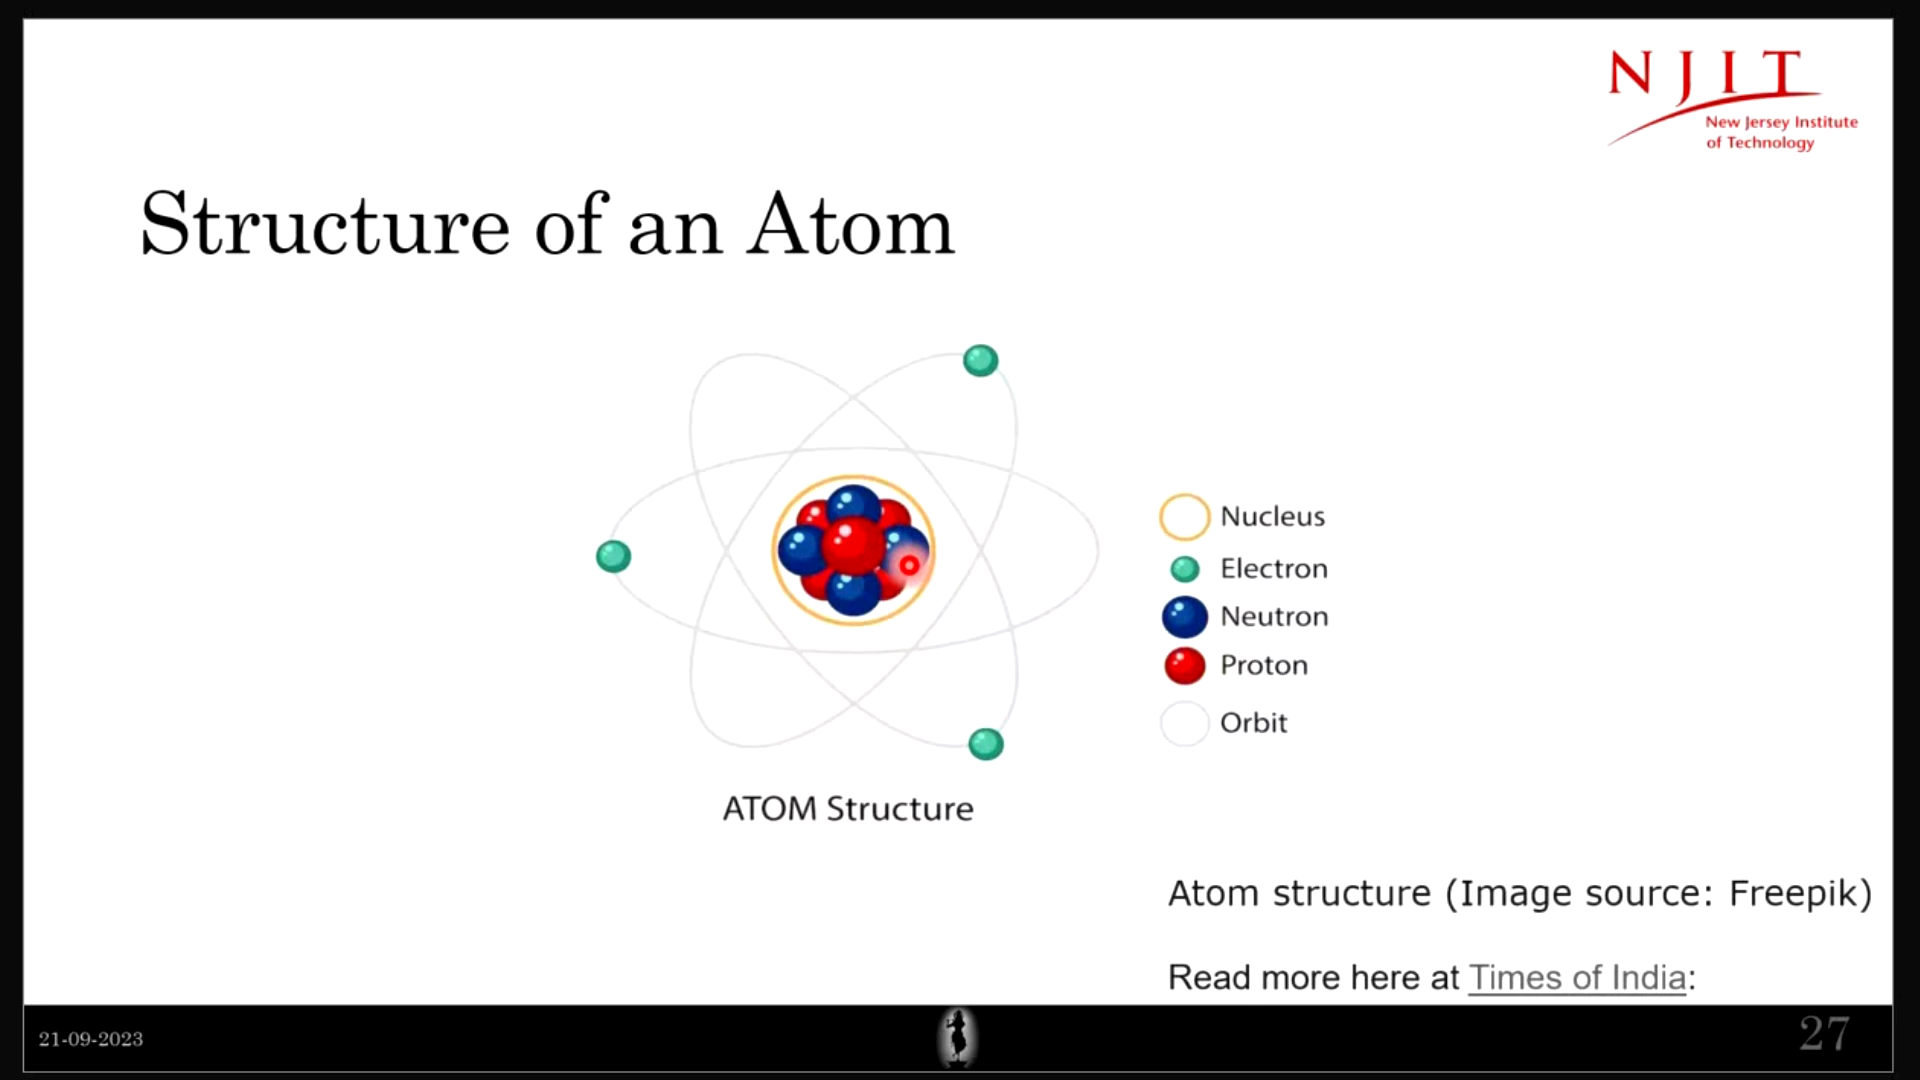 NJIT
New Jersey Institute
of Technology
Structure of an Atom
Nucleus
Electron
Neutron
Proton
Orbit
ATOM Structure
Atom structure (Image source: Freepik)
Read more here at Times of India:
21-09-2023
27